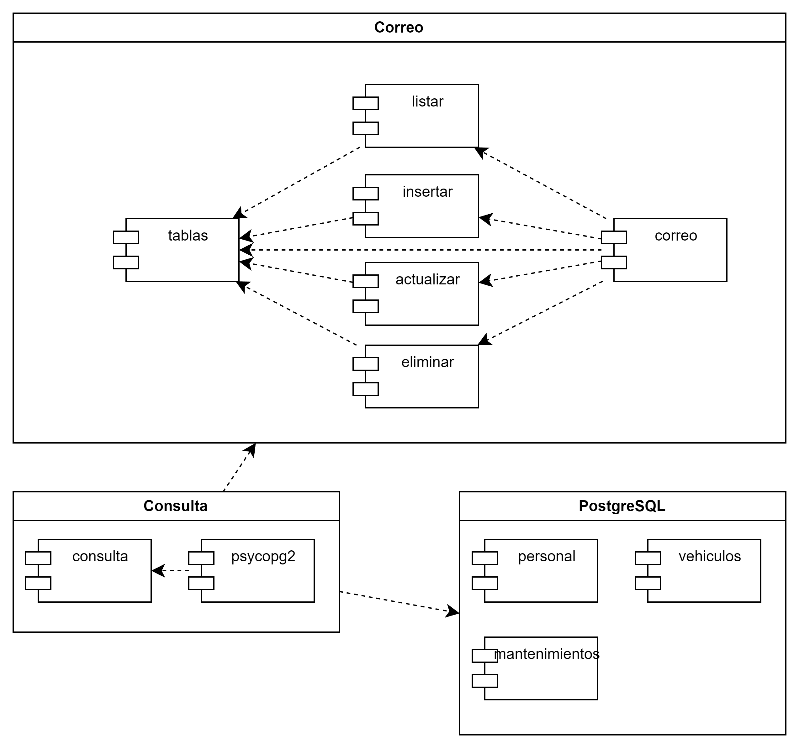 Correo
listar
insertar
tablas
correo
actualizar
eliminar
Consulta
consulta
psycopg2
PostgreSQL
personal
vehiculos
mantenimientos